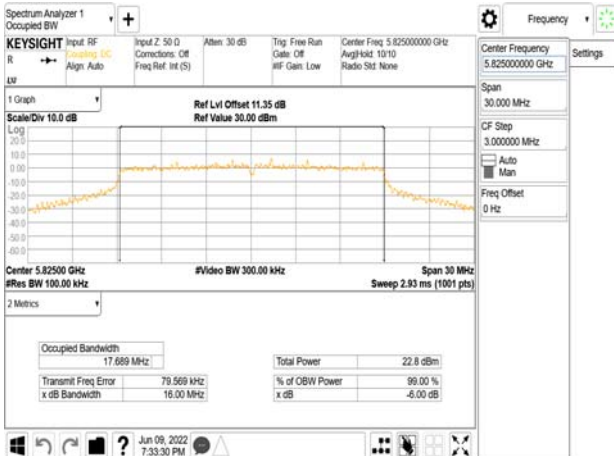 Spectrum Analyzer 1
Occupied BW
Frequency
KEYSIGHT
R
Input: RF
Coupling: DC
Align: Auto
Input Z: 50 Ω
Corrections: Off
Freq Ref: Int (S)
Atten: 30 dB
Trig: Free Run
Gate: Off
#IF Gain: Low
Center Freq: 5.825000000 GHz
Avg|Hold: 10/10
Radio Std: None
Center Frequency
5.825000000 GHz
Settings
Span
30.000 MHz
CF Step
3.000000 MHz
Auto
Man
Freq Offset
0 Hz
1 Graph
Scale/Div 10.0 dB
Ref Lvl Offset 11.35 dB
Ref Value 30.00 dBm
Log
20.0
10.0
0.00
-10.0
-20.0
-30.0
-40.0
-50.0
-60.0
Center 5.82500 GHz
#Res BW 100.00 kHz
#Video BW 300.00 kHz
Span 30 MHz
Sweep 2.93 ms (1001 pts)
2 Metrics
Occupied Bandwidth
17.689 MHz
Total Power 22.8 dBm
Transmit Freq Error 79.569 kHz
% of OBW Power 99.00 %
x dB Bandwidth 16.00 MHz
x dB -6.00 dB
Jun 09, 2022
7:33:30 PM